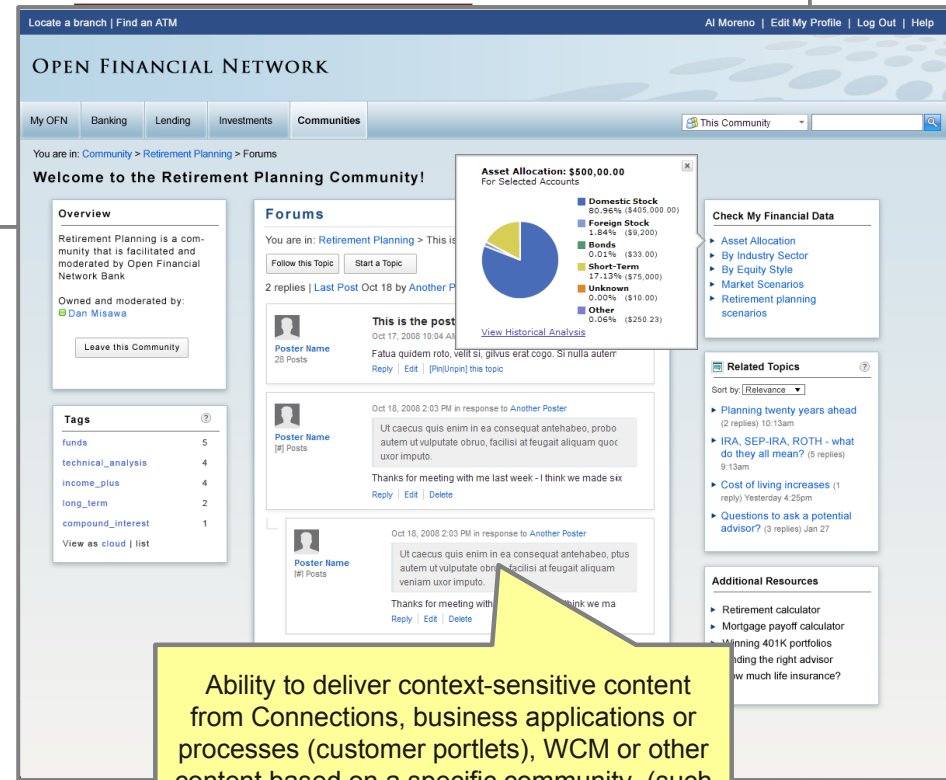 Locate a branch | Find an ATM
Al Moreno | Edit My Profile | Log Out | Help
OPEN FINANCIAL NETWORK
My OFN Banking Lending Investments Communities
This Community
You are in: Community > Retirement Planning > Forums
Welcome to the Retirement Planning Community!
Overview
Retirement Planning is a com-
munity that is facilitated and
moderated by Open Financial
Network Bank
Owned and moderated by:
Dan Misawa
Leave this Community
Tags ?
funds 5
technical_analysis 4
income_plus 4
long_term 2
compound_interest 1
View as cloud | list
Forums
You are in: Retirement Planning > This is
Follow this Topic Start a Topic
2 replies | Last Post Oct 18 by Another P
Poster Name
28 Posts
This is the post
Oct 17, 2008 10:04 AM
Fatua quidem roto, velit si, gilvus erat cogo. Si nulla autem
Reply | Edit | [Pin|Unpin] this topic
Poster Name
[#] Posts
Oct 18, 2008 2:03 PM in response to Another Poster
Ut caecus quis enim in ea consequat antehabeo, probo
autem ut vulputate obruo, facilisi at feugait aliquam quoc
uxor imputo.
Thanks for meeting with me last week - I think we made six
Reply | Edit | Delete
Poster Name
[#] Posts
Oct 18, 2008 2:03 PM in response to Another Poster
Ut caecus quis enim in ea consequat antehabeo, ptus
autem ut vulputate facilisi at feugait aliquam
veniam uxor imputo.
Thanks for meeting with think we ma
Reply | Edit | Delete
Asset Allocation: $500,00.00
For Selected Accounts
Domestic Stock
80.96% ($405,000.00)
Foreign Stock
1.84% ($9,200)
Bonds
0.01% ($33.00)
Short-Term
17.13% ($75,000)
Unknown
0.00% ($10.00)
Other
0.06% ($250.23)
View Historical Analysis
Check My Financial Data
Asset Allocation
By Industry Sector
By Equity Style
Market Scenarios
Retirement planning
scenarios
Related Topics ?
Sort by: Relevance
Planning twenty years ahead
(2 replies) 10:13am
IRA, SEP-IRA, ROTH - what
do they all mean? (5 replies)
9:13am
Cost of living increases (1
reply) Yesterday 4:25pm
Questions to ask a potential
advisor? (3 replies) Jan 27
Additional Resources
Retirement calculator
Mortgage payoff calculator
Winning 401K portfolios
nding the right advisor
w much life insurance?
Ability to deliver context-sensitive content
from Connections, business applications or
processes (customer portlets), WCM or other
content based on a specific community (such